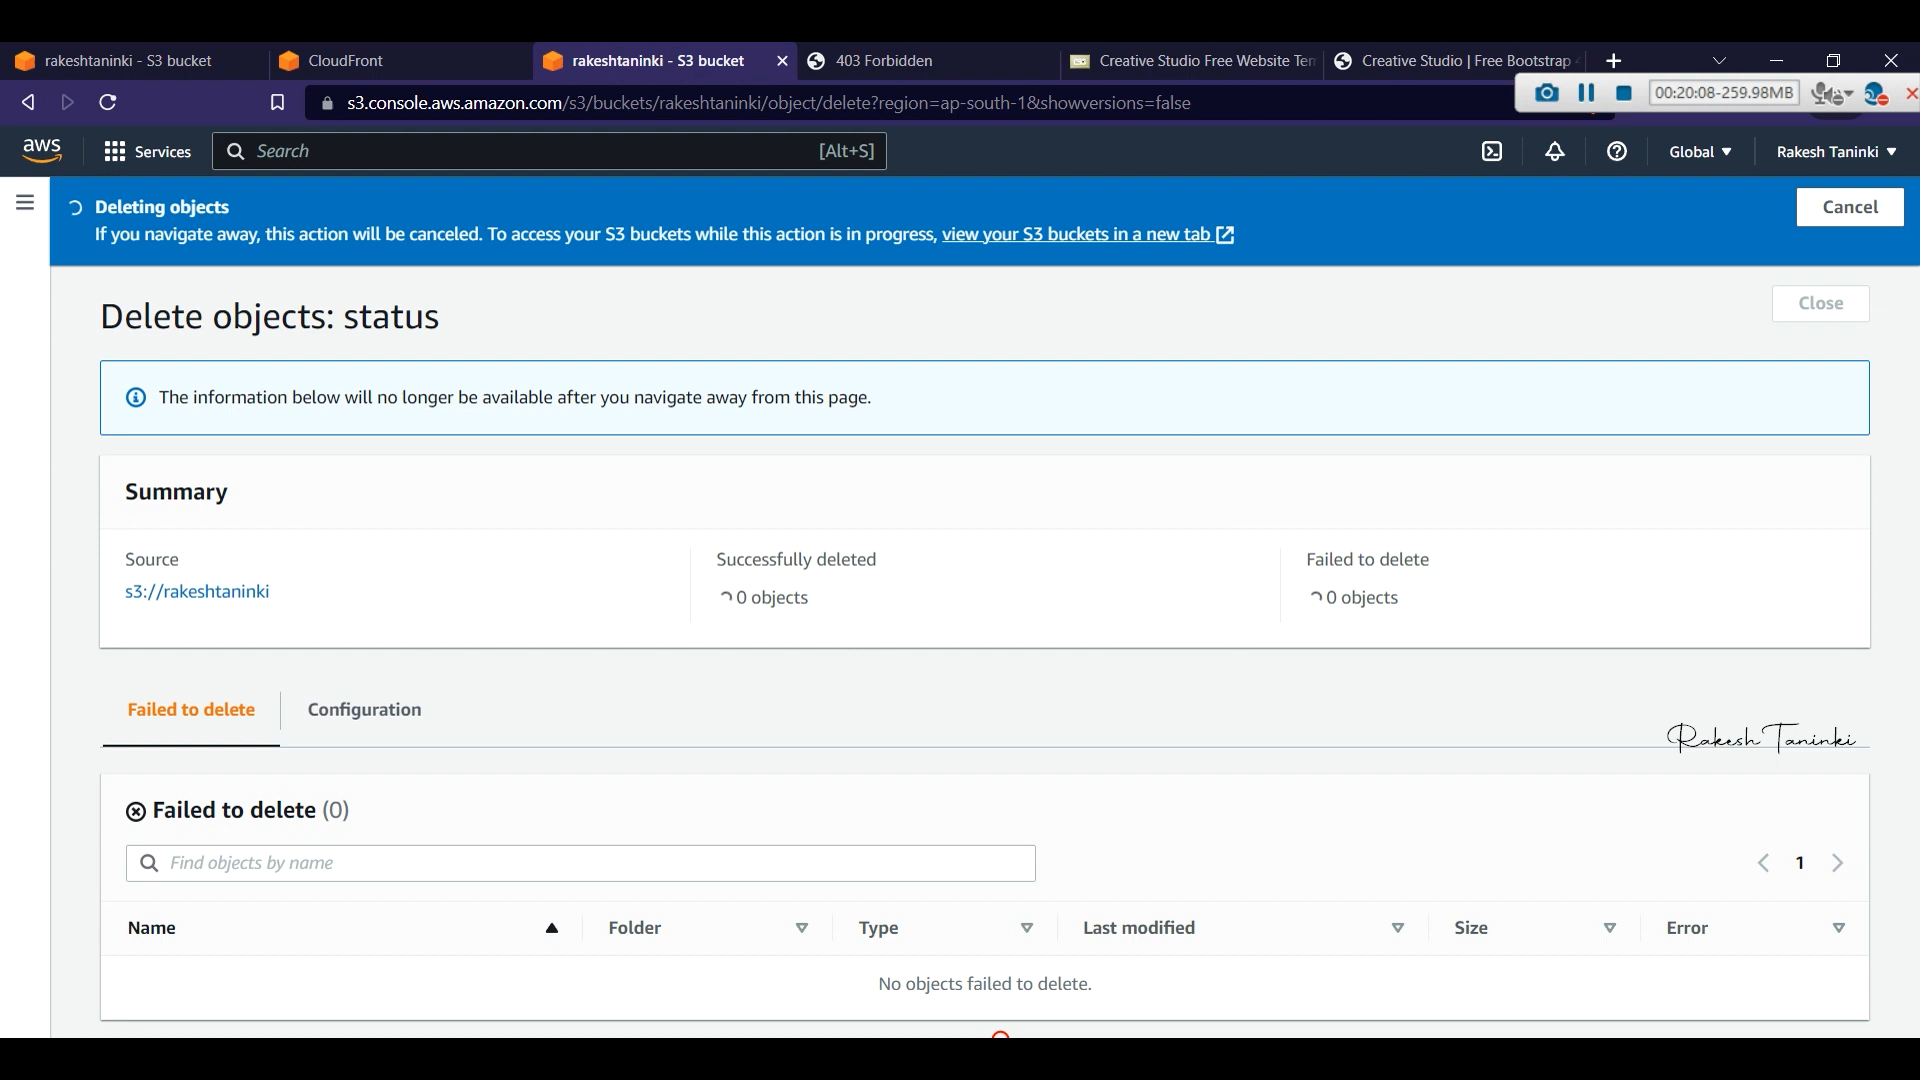 rakeshtaninki - S3 bucket
CloudFront
rakeshtaninki - S3 bucket
403 Forbidden
Creative Studio Free Website Ten
Creative Studio | Free Bootstrap
s3.console.aws.amazon.com/s3/buckets/rakeshtaninki/object/delete?region=ap-south-1&showversions=false
00:20:08-259.98MB
aws
Services
Search
[Alt+S]
Global
Rakesh Taninki
Deleting objects
If you navigate away, this action will be canceled. To access your S3 buckets while this action is in progress, view your S3 buckets in a new tab
Cancel
Delete objects: status
Close
The information below will no longer be available after you navigate away from this page.
Summary
Source
s3://rakeshtaninki
Successfully deleted
0 objects
Failed to delete
0 objects
Failed to delete
Configuration
Rakesh Taninki
Failed to delete (0)
Find objects by name
1
Name
Folder
Type
Last modified
Size
Error
No objects failed to delete.